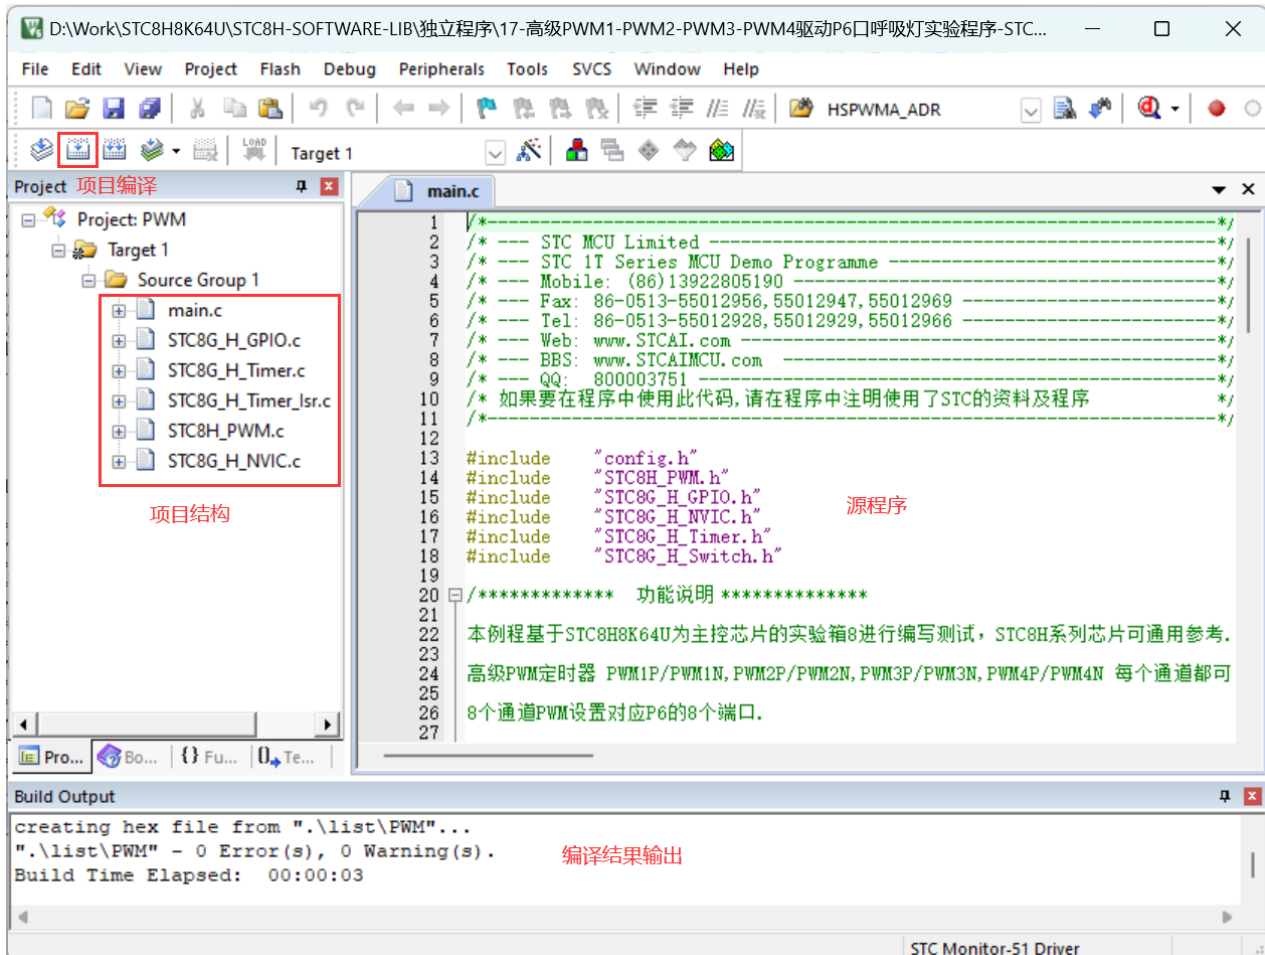 D:\Work\STC8H8K64U\STC8H-SOFTWARE-LIB\独立程序\17-高级PWM1-PWM2-PWM3-PWM4驱动P6口呼吸灯实验程序-STC...
File Edit View Project Flash Debug Peripherals Tools SVCS Window Help
HSPWMA_ADR
LOAD Target 1
Project 项目编译
main.c
Project: PWM
Target 1
Source Group 1
main.c
STC8G_H_GPIO.c
STC8G_H_Timer.c
STC8G_H_Timer_Isr.c
STC8H_PWM.c
STC8G_H_NVIC.c
项目结构
Pro... Bo... {} Fu... Te...
1 /*---------------------------------------------------------------------*/
2 /* --- STC MCU Limited ------------------------------------------------*/
3 /* --- STC 1T Series MCU Demo Programme -------------------------------*/
4 /* --- Mobile: (86)13922805190 ----------------------------------------*/
5 /* --- Fax: 86-0513-55012956,55012947,55012969 ------------------------*/
6 /* --- Tel: 86-0513-55012928,55012929,55012966 ------------------------*/
7 /* --- Web: www.STCAI.com ---------------------------------------------*/
8 /* --- BBS: www.STCAIMCU.com  -----------------------------------------*/
9 /* --- QQ:  800003751 -------------------------------------------------*/
10 /* 如果要在程序中使用此代码,请在程序中注明使用了STC的资料及程序            */
11 /*---------------------------------------------------------------------*/
12
13 #include    "config.h"
14 #include    "STC8H_PWM.h"
15 #include    "STC8G_H_GPIO.h"
16 #include    "STC8G_H_NVIC.h"
17 #include    "STC8G_H_Timer.h"
18 #include    "STC8G_H_Switch.h"
源程序
19
20 /*************  功能说明 **************
21
22 本例程基于STC8H8K64U为主控芯片的实验箱8进行编写测试，STC8H系列芯片可通用参考.
23
24 高级PWM定时器 PWM1P/PWM1N,PWM2P/PWM2N,PWM3P/PWM3N,PWM4P/PWM4N 每个通道都可
25
26 8个通道PWM设置对应P6的8个端口.
27
Build Output
creating hex file from ".\list\PWM"...
".\list\PWM" - 0 Error(s), 0 Warning(s).
Build Time Elapsed:  00:00:03
编译结果输出
STC Monitor-51 Driver